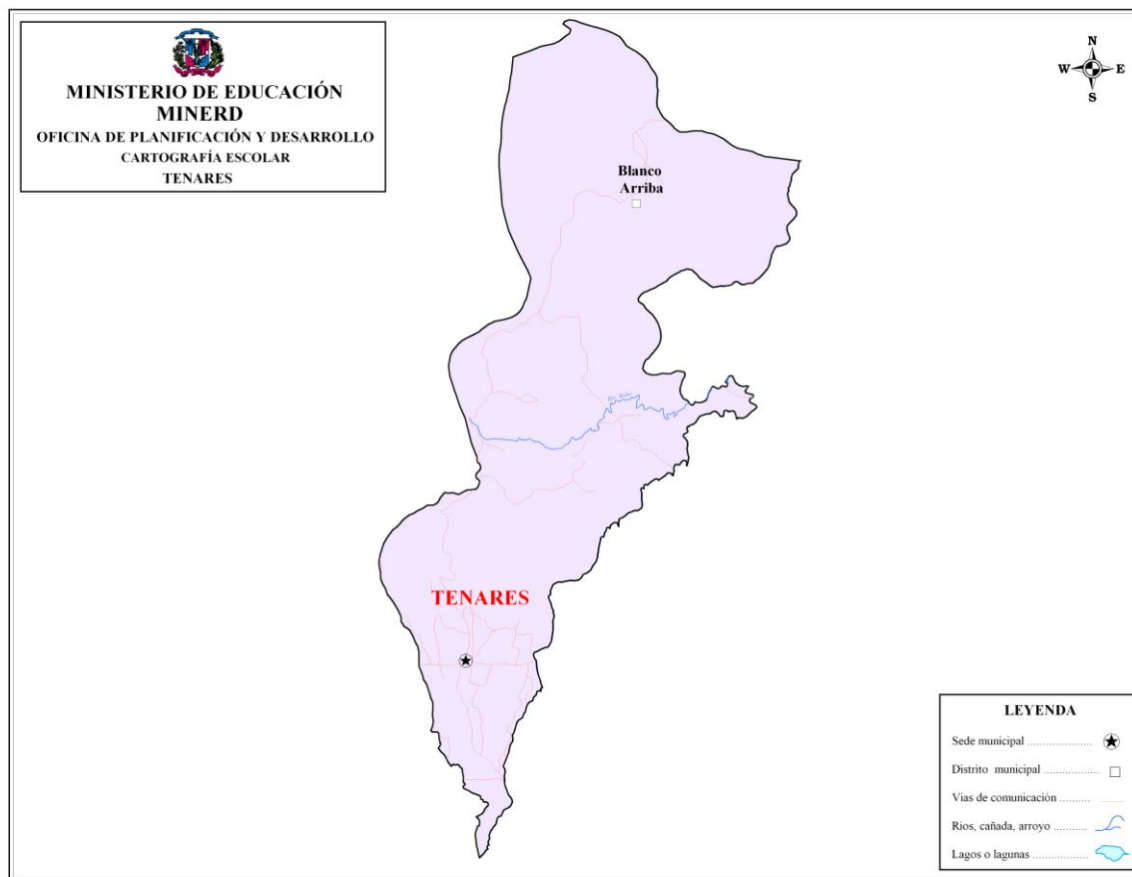 MINISTERIO DE EDUCACIÓN
MINERD
OFICINA DE PLANIFICACIÓN Y DESARROLLO
CARTOGRAFÍA ESCOLAR
TENARES
N
W E
S
Blanco
Arriba
TENARES
LEYENDA
Sede municipal .....................
Distrito municipal ..................
Vias de comunicación ..........
Rios, cañada, arroyo ...........
Lagos o lagunas ...................